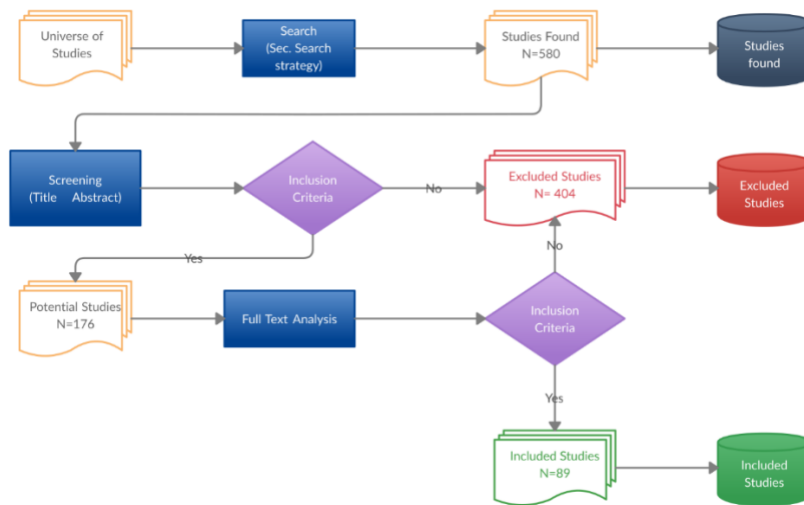 Universe of
Studies
Search
(Sec. Search
strategy)
Studies Found
N=580
Studies
found
Screening
(Title Abstract)
Inclusion
Criteria
No
Excluded Studies
N= 404
Excluded
Studies
Yes
No
Potential Studies
N=176
Full Text Analysis
Inclusion
Criteria
Yes
Included Studies
N=89
Included
Studies